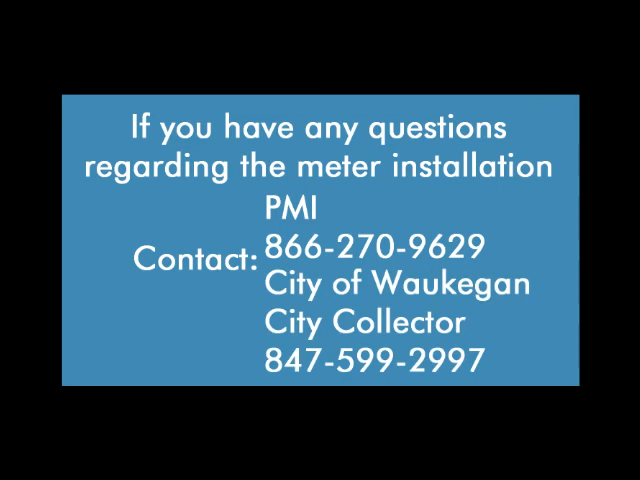 If you have any questions
regarding the meter installation
Contact:
PMI
866-270-9629
City of Waukegan
City Collector
847-599-2997